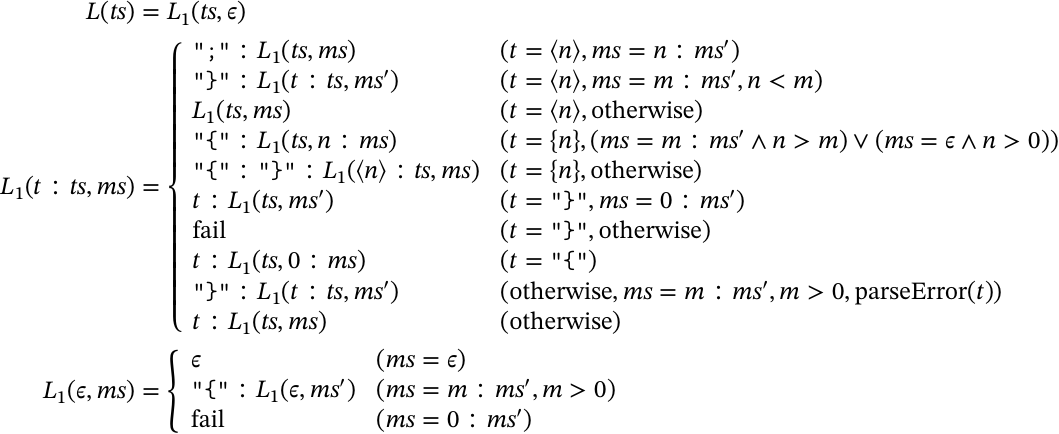 L(ts) = L₁(ts, ϵ)
";" : L₁(ts, ms) (t = ⟨n⟩, ms = n : ms′)
"}" : L₁(t : ts, ms′) (t = ⟨n⟩, ms = m : ms′, n < m)
L₁(ts, ms) (t = ⟨n⟩, otherwise)
"{" : L₁(ts, n : ms) (t = {n}, (ms = m : ms′ ∧ n > m) ∨ (ms = ϵ ∧ n > 0))
"{" : "}" : L₁(⟨n⟩ : ts, ms) (t = {n}, otherwise)
L₁(t : ts, ms) = { t : L₁(ts, ms′) (t = "}", ms = 0 : ms′)
fail (t = "}", otherwise)
t : L₁(ts, 0 : ms) (t = "{")
"}" : L₁(t : ts, ms′) (otherwise, ms = m : ms′, m > 0, parseError(t))
t : L₁(ts, ms) (otherwise)
ϵ (ms = ϵ)
L₁(ϵ, ms) = { "{" : L₁(ϵ, ms′) (ms = m : ms′, m > 0)
fail (ms = 0 : ms′)